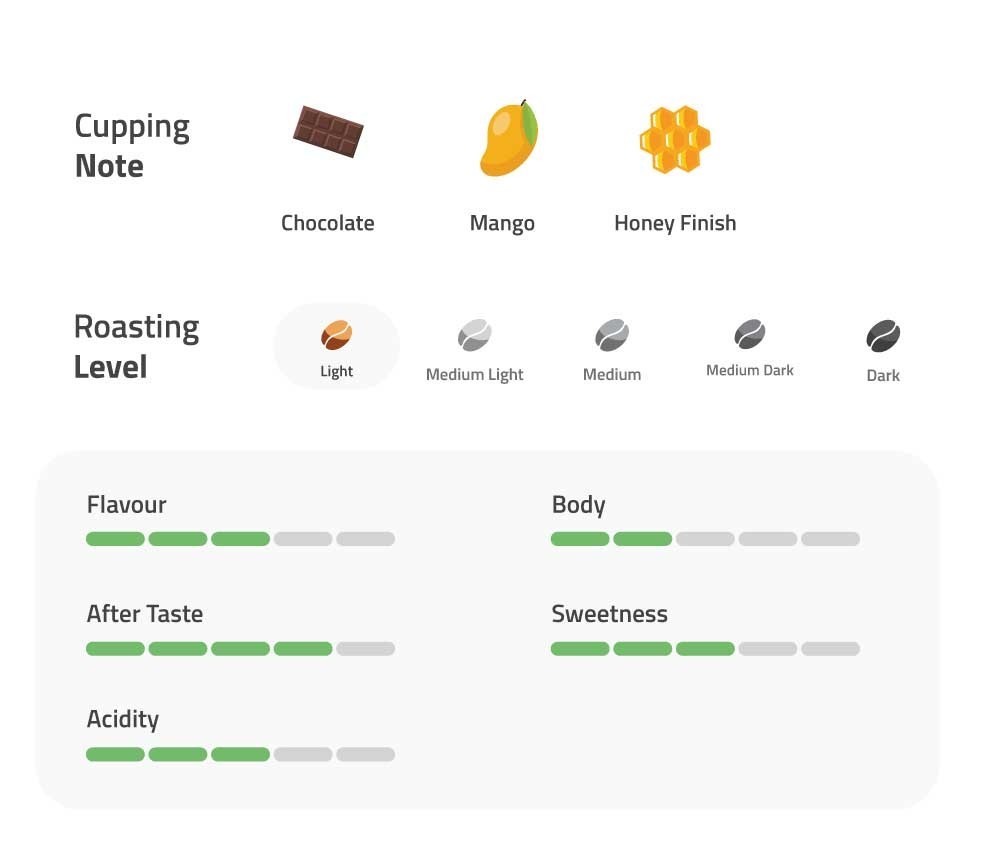 Cupping
Note
Chocolate
Mango
Honey Finish
Roasting
Level
Light
Medium Light
Medium
Medium Dark
Dark
Flavour
Body
After Taste
Sweetness
Acidity